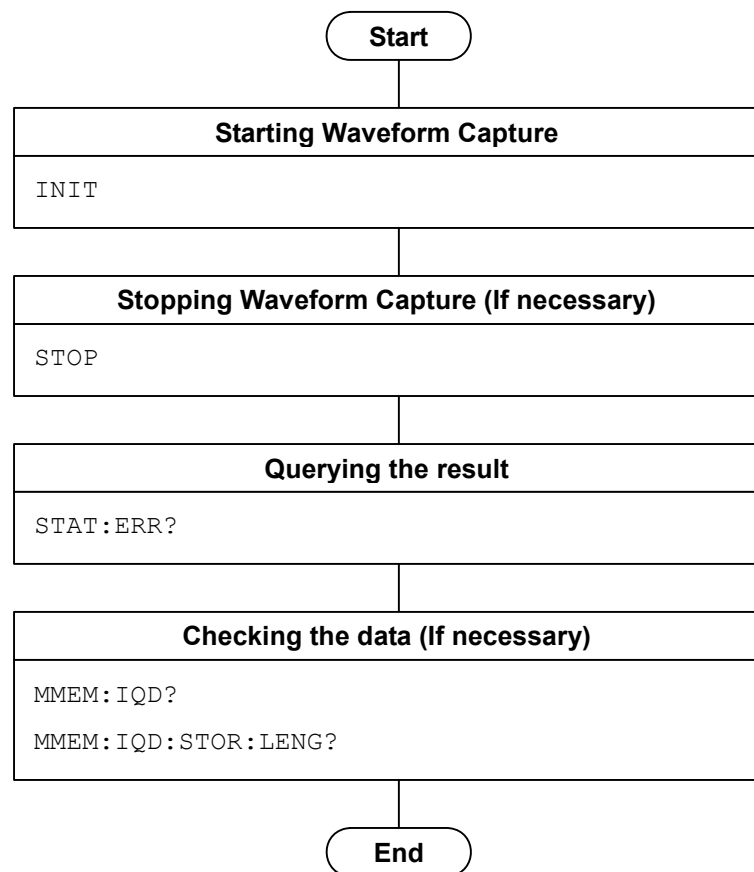 Start
Starting Waveform Capture
INIT
Stopping Waveform Capture (If necessary)
STOP
Querying the result
STAT:ERR?
Checking the data (If necessary)
MMEM:IQD?
MMEM:IQD:STOR:LENG?
End